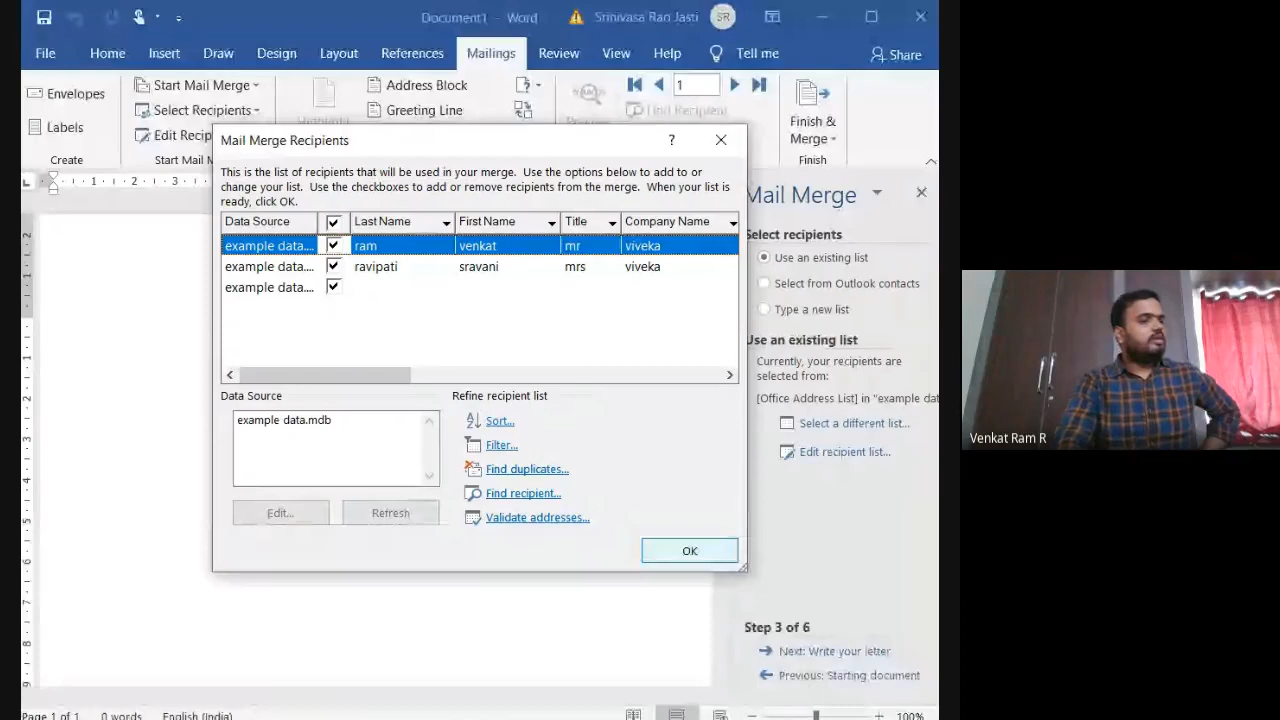 Document1 - Word
Srinivasa Rao Jasti
SR
File Home Insert Draw Design Layout References Mailings Review View Help Tell me Share
Envelopes
Labels
Create
Start Mail Merge
Select Recipients
Edit Recip
Start Mail M
Address Block
Greeting Line
1
Find Recipient
Finish &
Merge
Finish
1 2 3
Mail Merge Recipients
?
This is the list of recipients that will be used in your merge. Use the options below to add to or
change your list. Use the checkboxes to add or remove recipients from the merge. When your list is
ready, click OK.
Data Source Last Name First Name Title Company Name
example data.... ram venkat mr viveka
example data.... ravipati sravani mrs viveka
example data....
Data Source
example data.mdb
Edit...
Refresh
Refine recipient list
Sort...
Filter...
Find duplicates...
Find recipient...
Validate addresses...
OK
Mail Merge
Select recipients
Use an existing list
Select from Outlook contacts
Type a new list
Use an existing list
Currently, your recipients are
selected from:
[Office Address List] in "example dat
Select a different list...
Edit recipient list...
Step 3 of 6
Next: Write your letter
Previous: Starting document
Page 1 of 1 0 words English (India) 100%
Venkat Ram R